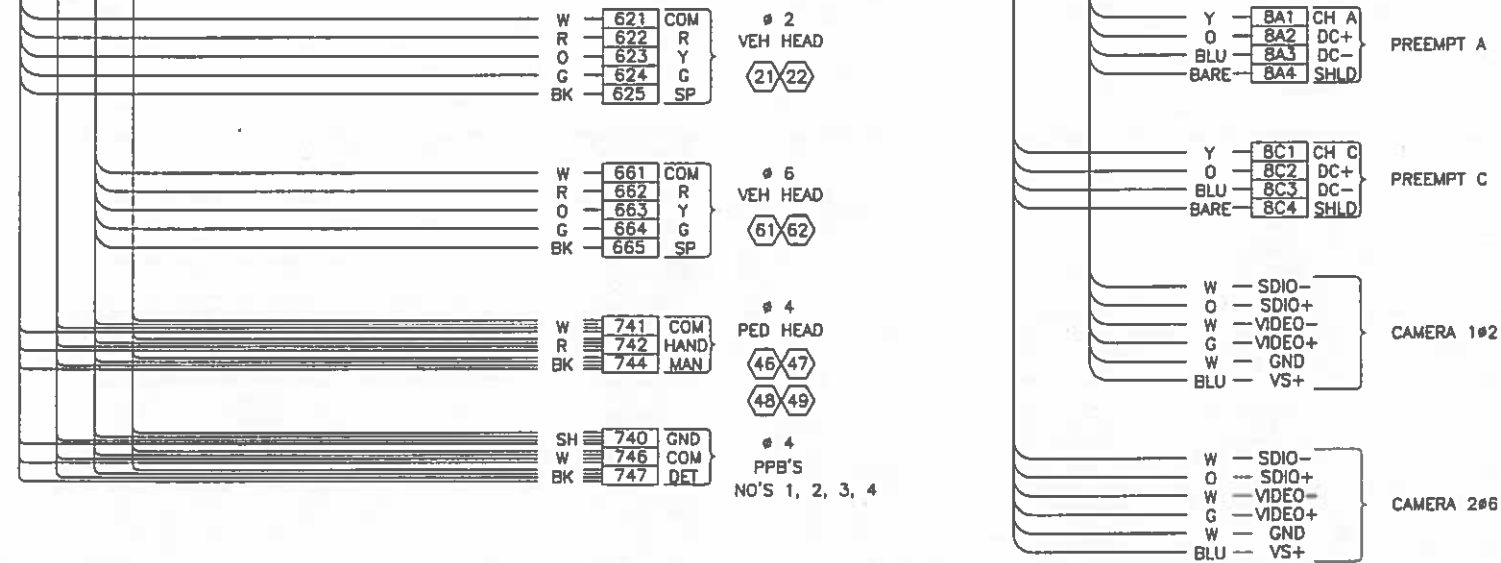 W 621 COM ø 2
R 622 R VEH HEAD
O 623 Y
G 624 G 21 22
BK 625 SP
W 661 COM ø 6
R 662 R VEH HEAD
O 663 Y
G 664 G 61 62
BK 665 SP
ø 4
W 741 COM PED HEAD
R 742 HAND
BK 744 MAN 46 47
48 49
SH 740 GND ø 4
W 746 COM PPB'S
BK 747 DET
NO'S 1, 2, 3, 4
Y 8A1 CH A
O 8A2 DC+ PREEMPT A
BLU 8A3 DC-
BARE 8A4 SHLD
Y 8C1 CH C
O 8C2 DC+ PREEMPT C
BLU 8C3 DC-
BARE 8C4 SHLD
W SDIO-
O SDIO+
W VIDEO- CAMERA 1ø2
G VIDEO+
W GND
BLU VS+
W SDIO-
O SDIO+
W VIDEO- CAMERA 2ø6
G VIDEO+
W GND
BLU VS+